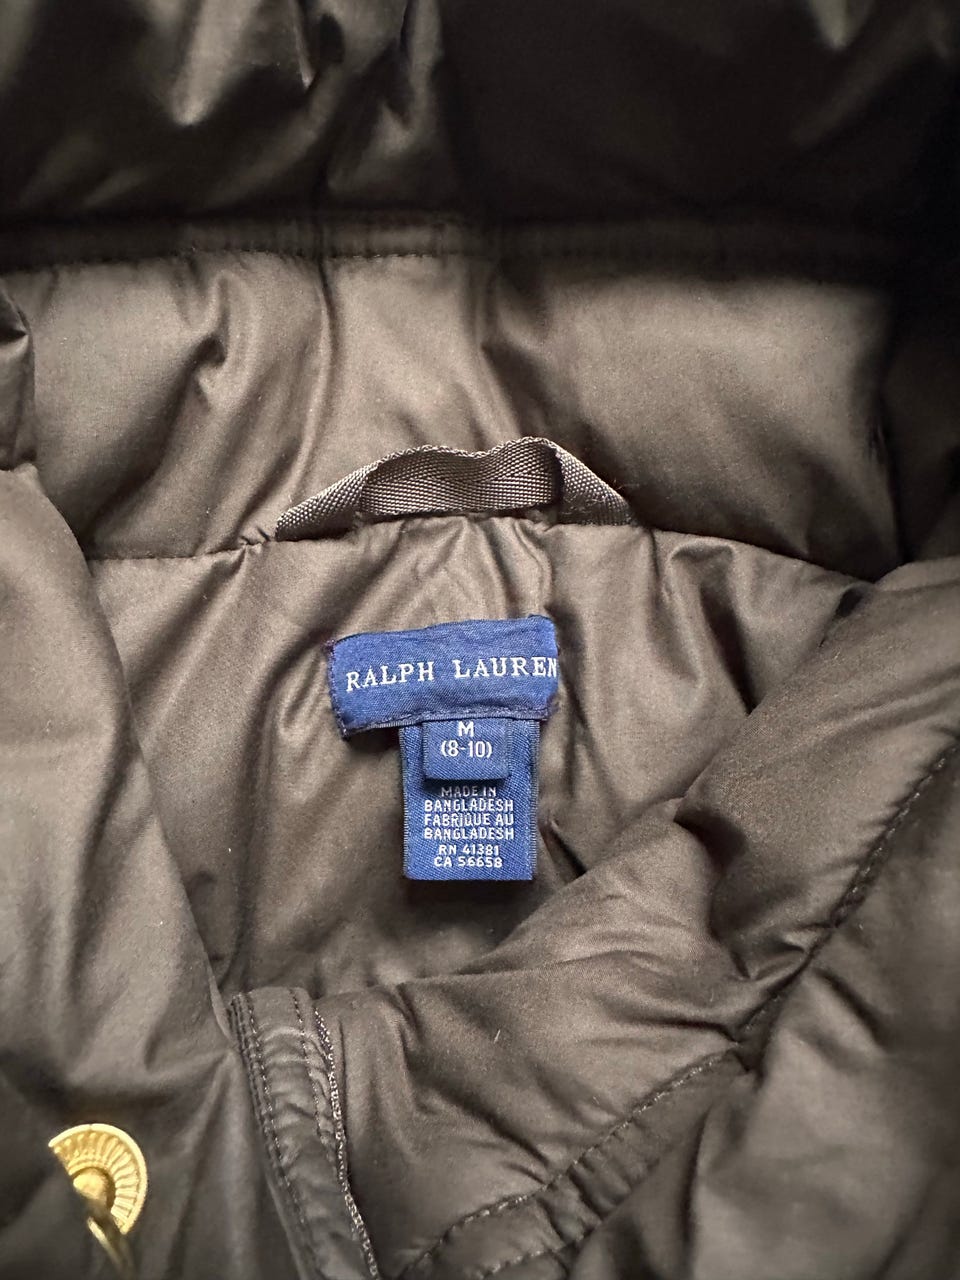 RALPH LAUREN
M
(8-10)
MADE IN
BANGLADESH
FABRIQUE AU
BANGLADESH
RN 41381
CA 56658